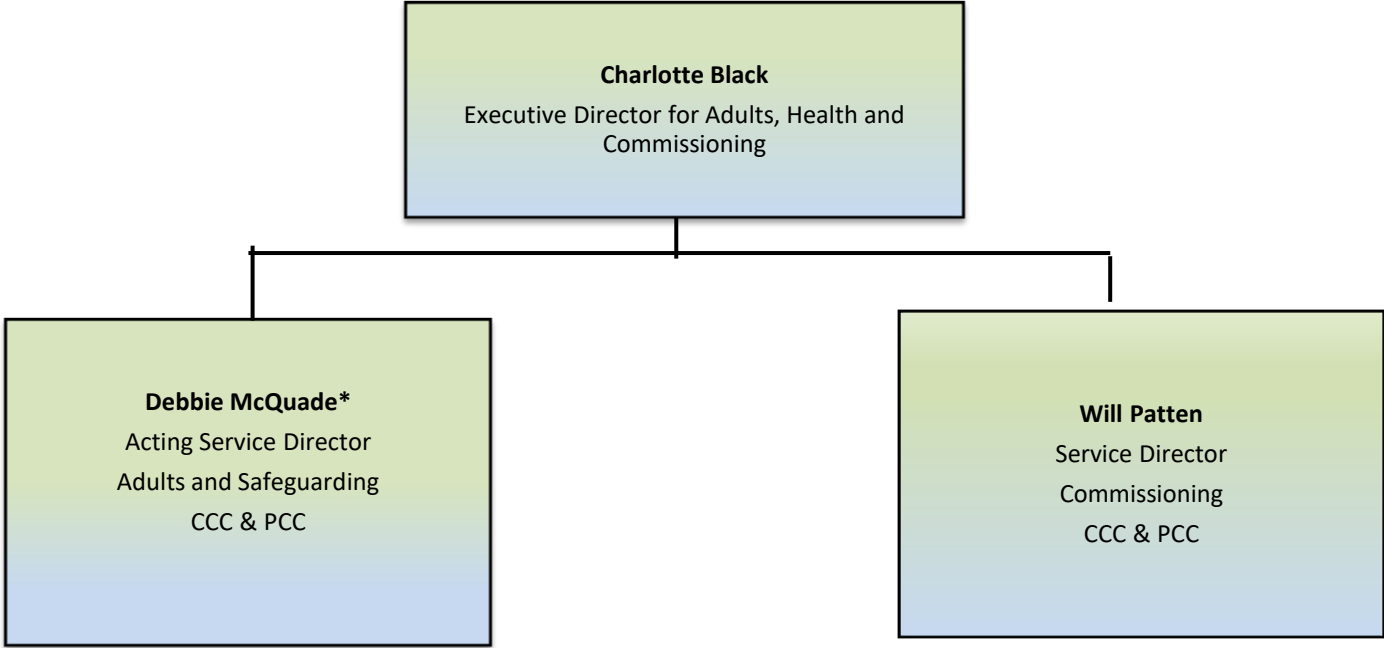 Charlotte Black
Executive Director for Adults, Health and
Commissioning
Debbie McQuade*
Acting Service Director
Adults and Safeguarding
CCC & PCC
Will Patten
Service Director
Commissioning
CCC & PCC